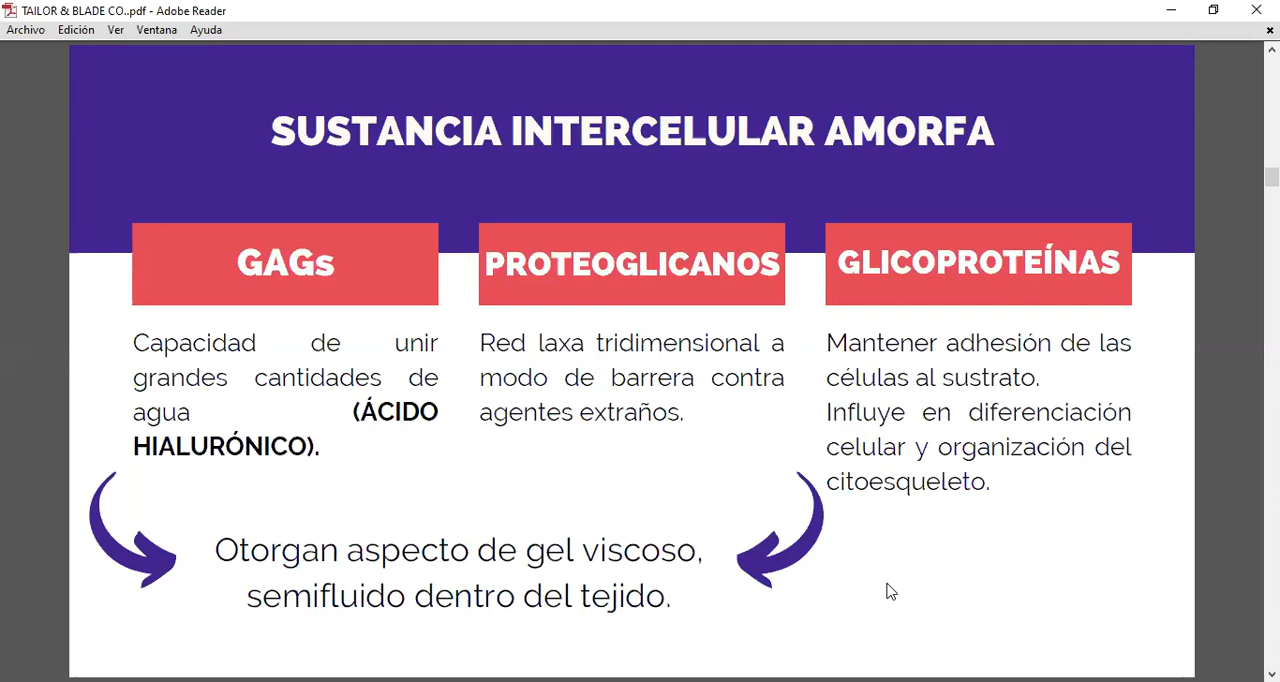 TAILOR & BLADE CO..pdf - Adobe Reader
Archivo Edición Ver Ventana Ayuda
SUSTANCIA INTERCELULAR AMORFA
GAGs
Capacidad de unir
grandes cantidades de
agua (ÁCIDO
HIALURÓNICO).
PROTEOGLICANOS
Red laxa tridimensional a
modo de barrera contra
agentes extraños.
GLICOPROTEÍNAS
Mantener adhesión de las
células al sustrato.
Influye en diferenciación
celular y organización del
citoesqueleto.
Otorgan aspecto de gel viscoso,
semifluido dentro del tejido.